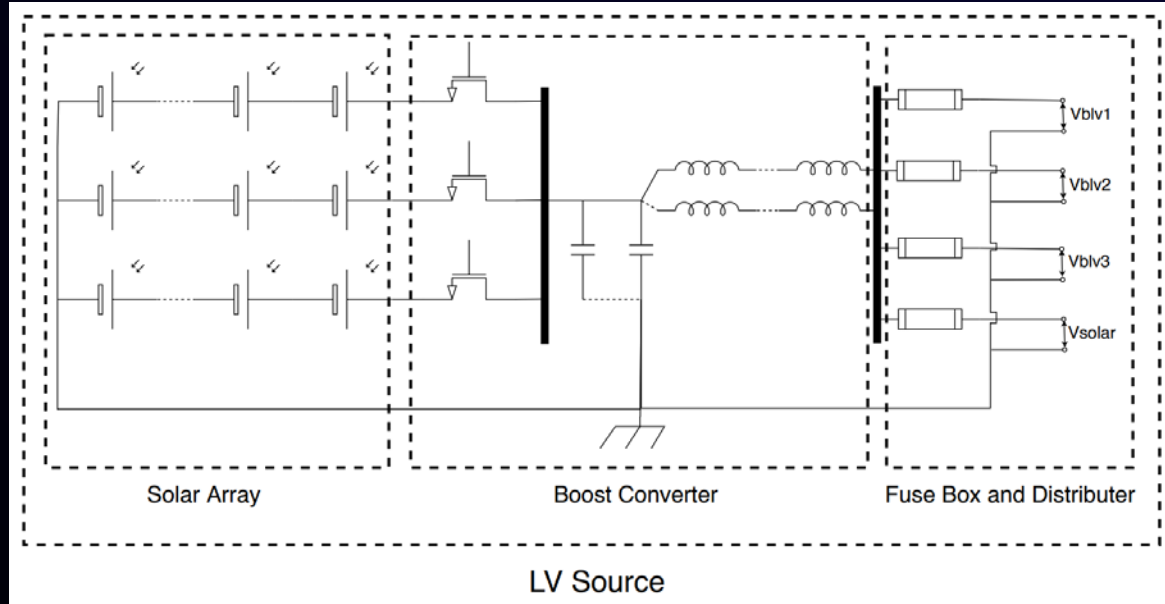 Vblv1
Vblv2
Vblv3
Vsolar
Solar Array
Boost Converter
Fuse Box and Distributer
LV Source